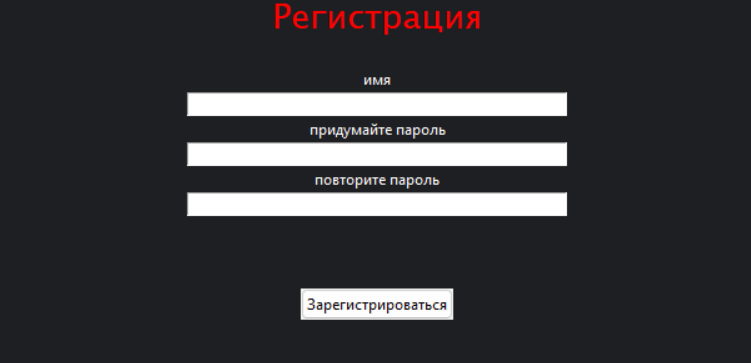 Регистрация
имя
придумайте пароль
повторите пароль
Зарегистрироваться